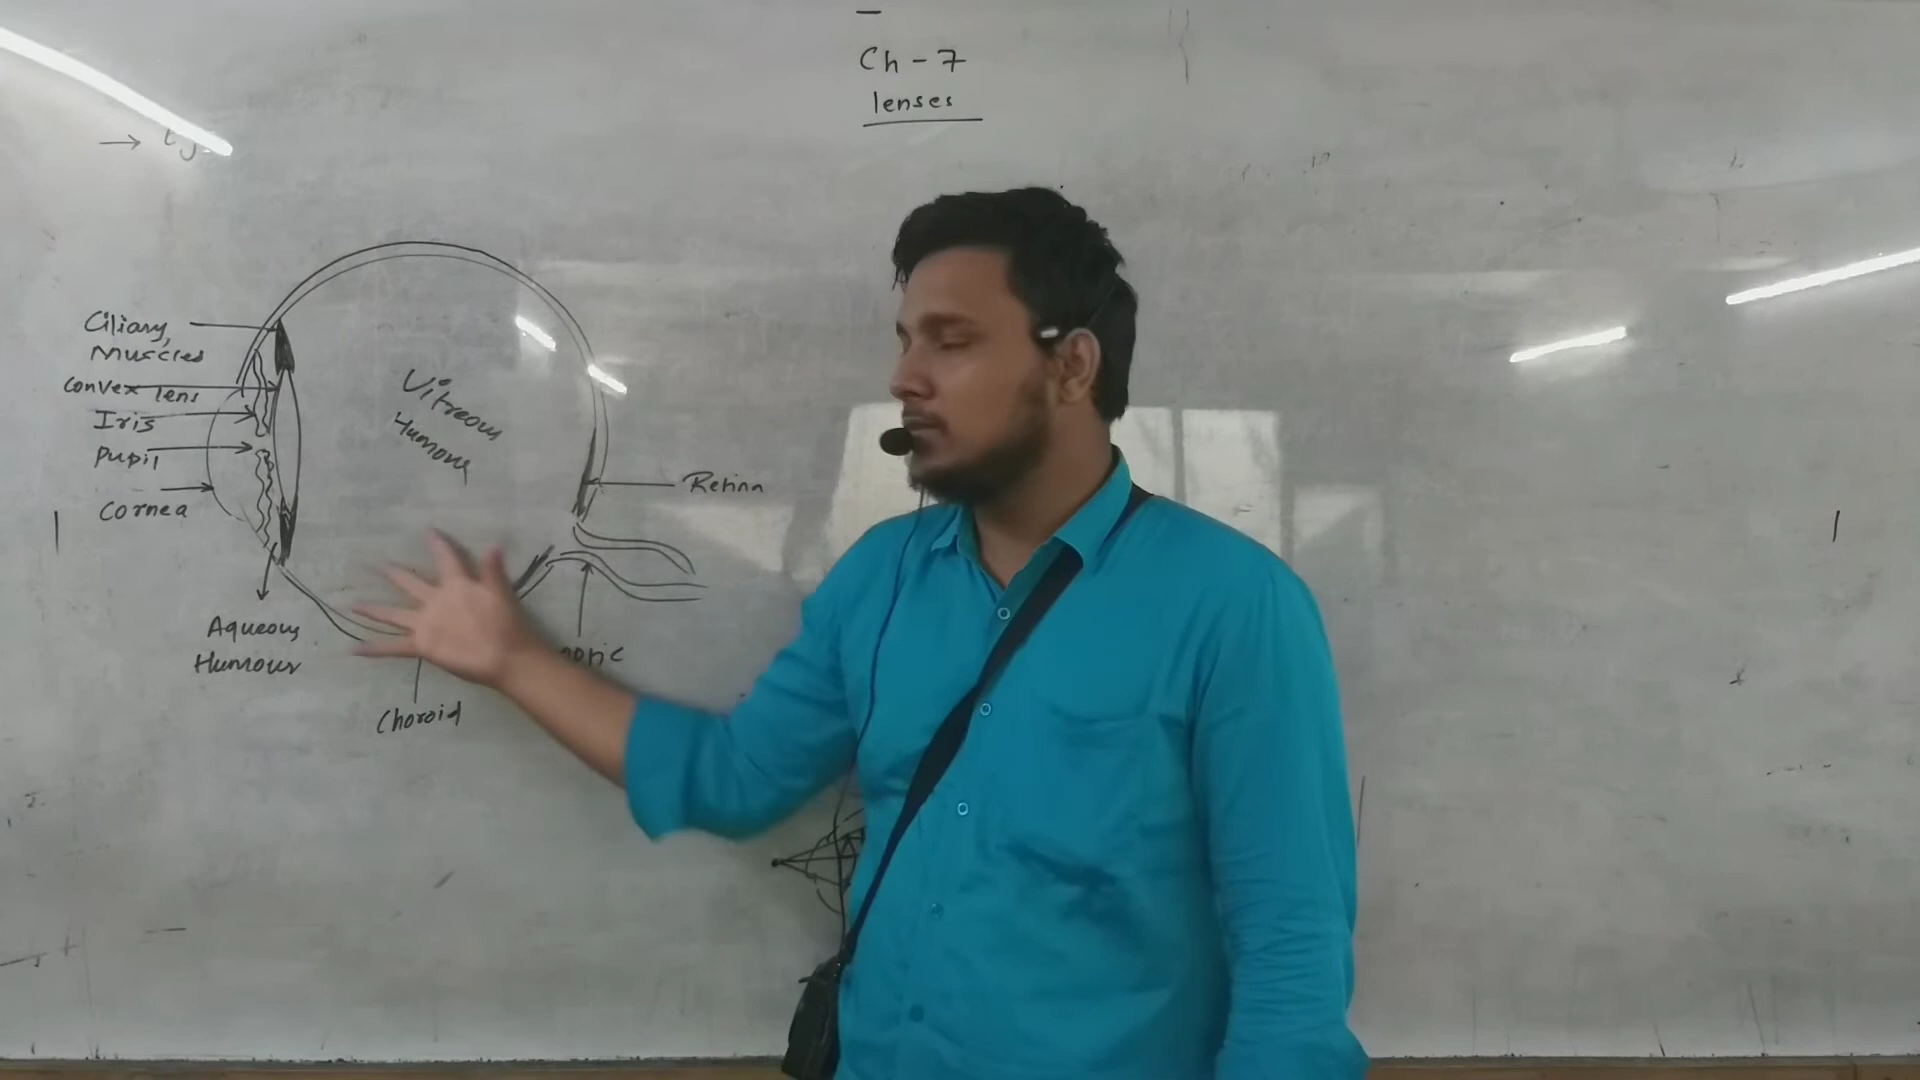 Ch - 7
lenses
Ciliary
Muscles
Convex lens
Iris
Pupil
Cornea
Vitreous
Humour
Retina
Aqueous
Humour
Choroid